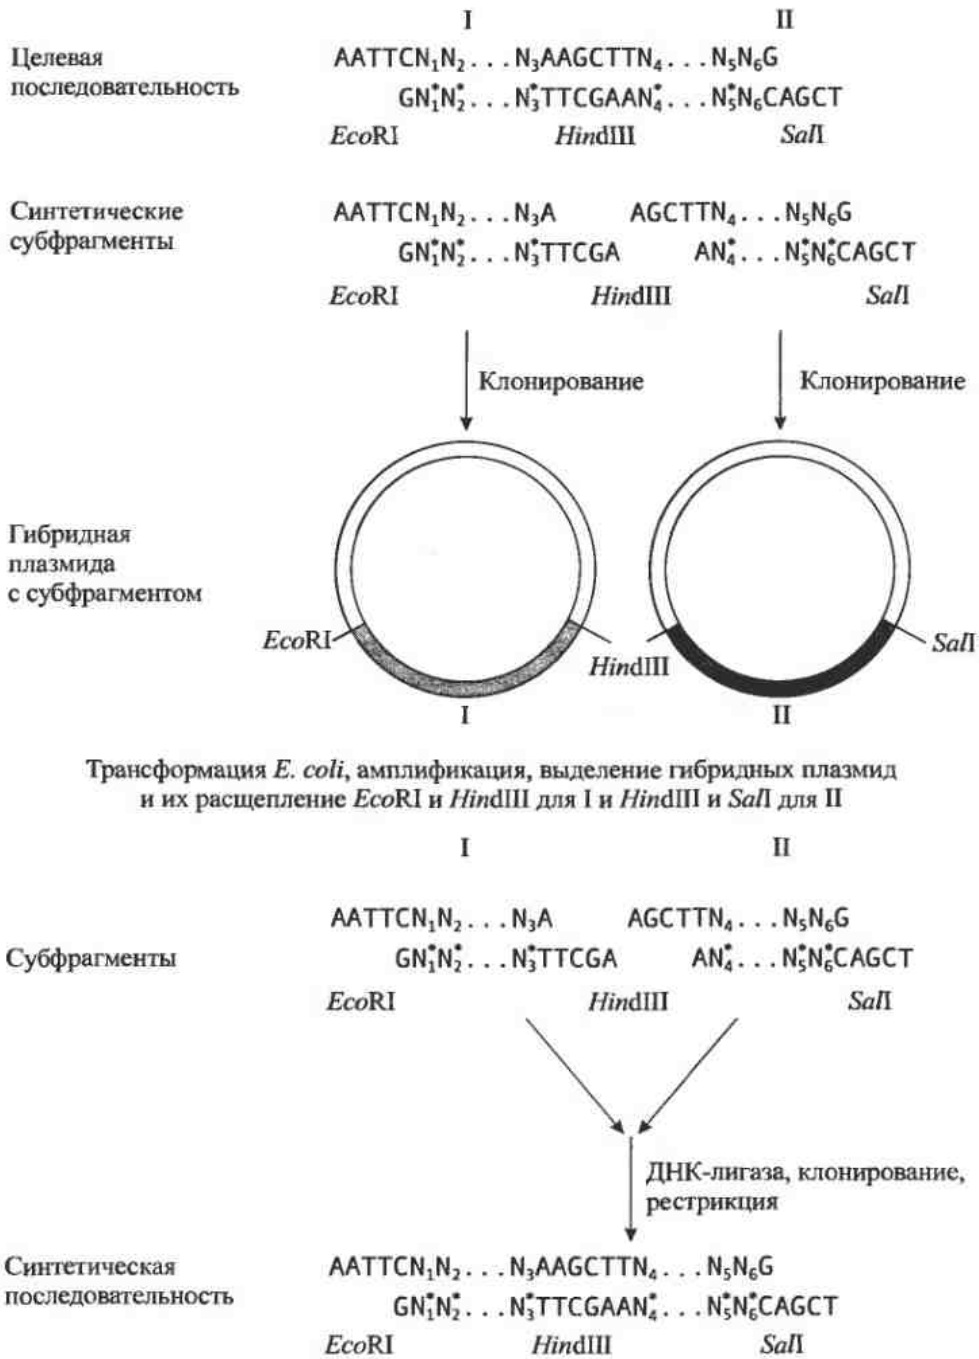 I II
Целевая последовательность
AATTCN₁N₂...N₃AAGCTTN₄...N₅N₆G
GN₁*N₂*...N₃*TTCGAAN₄*...N₅*N₆CAGCT
EcoRI HindIII SalI
Синтетические субфрагменты
AATTCN₁N₂...N₃A AGCTTN₄...N₅N₆G
GN₁*N₂*...N₃*TTCGA AN₄*...N₅*N₆*CAGCT
EcoRI HindIII SalI
Клонирование Клонирование
Гибридная
плазмида
с субфрагментом
EcoRI HindIII SalI
I II
Трансформация E. coli, амплификация, выделение гибридных плазмид
и их расщепление EcoRI и HindIII для I и HindIII и SalI для II
I II
Субфрагменты
AATTCN₁N₂...N₃A AGCTTN₄...N₅N₆G
GN₁*N₂*...N₃*TTCGA AN₄*...N₅*N₆*CAGCT
EcoRI HindIII SalI
ДНК-лигаза, клонирование,
рестрикция
Синтетическая
последовательность
AATTCN₁N₂...N₃AAGCTTN₄...N₅N₆G
GN₁*N₂*...N₃*TTCGAAN₄*...N₅*N₆*CAGCT
EcoRI HindIII SalI